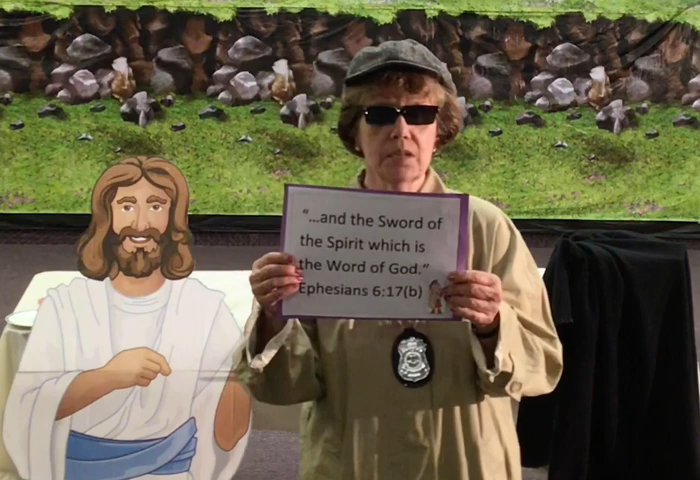 "...and the Sword of
the Spirit which is
the Word of God."
Ephesians 6:17(b)